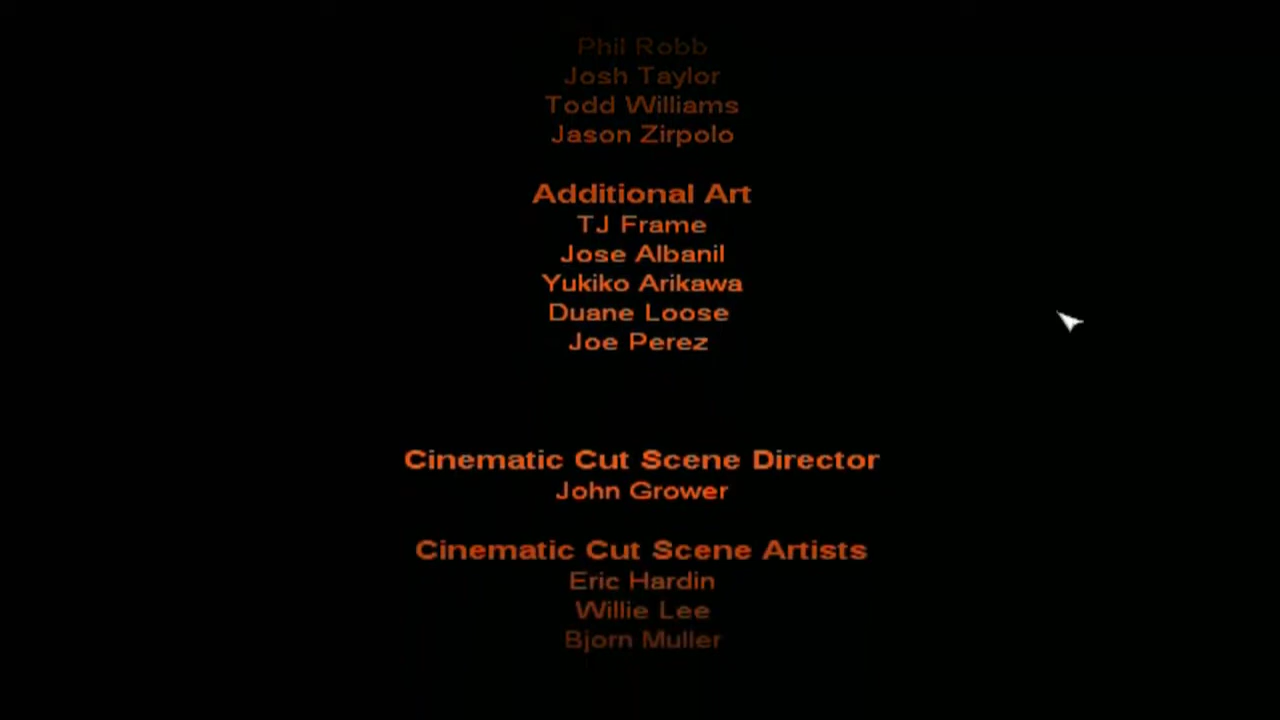 Phil Robb
Josh Taylor
Todd Williams
Jason Zirpolo
Additional Art
TJ Frame
Jose Albanil
Yukiko Arikawa
Duane Loose
Joe Perez
Cinematic Cut Scene Director
John Grower
Cinematic Cut Scene Artists
Eric Hardin
Willie Lee
Bjorn Muller